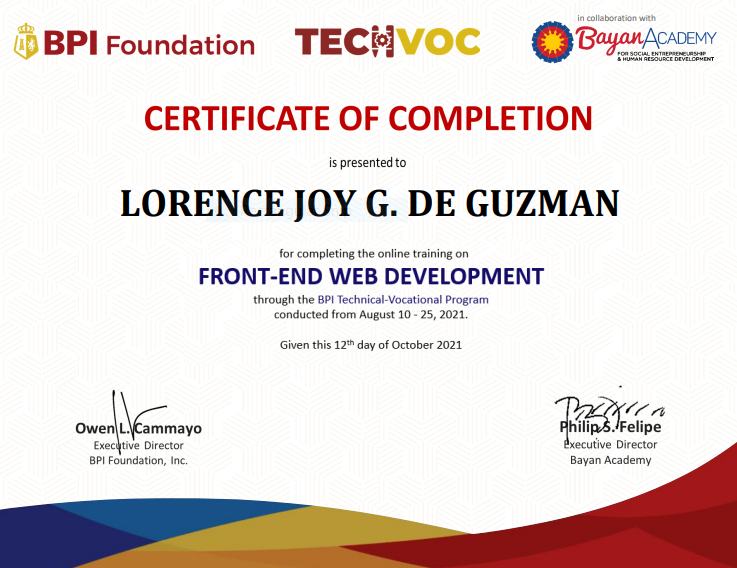 BPI Foundation
TECHVOC
in collaboration with
Bayan ACADEMY
FOR SOCIAL ENTREPRENEURSHIP
& HUMAN RESOURCE DEVELOPMENT
CERTIFICATE OF COMPLETION
is presented to
LORENCE JOY G. DE GUZMAN
for completing the online training on
FRONT-END WEB DEVELOPMENT
through the BPI Technical-Vocational Program
conducted from August 10 - 25, 2021.
Given this 12th day of October 2021
Owen L. Cammayo
Executive Director
BPI Foundation, Inc.
Philip S. Felipe
Executive Director
Bayan Academy